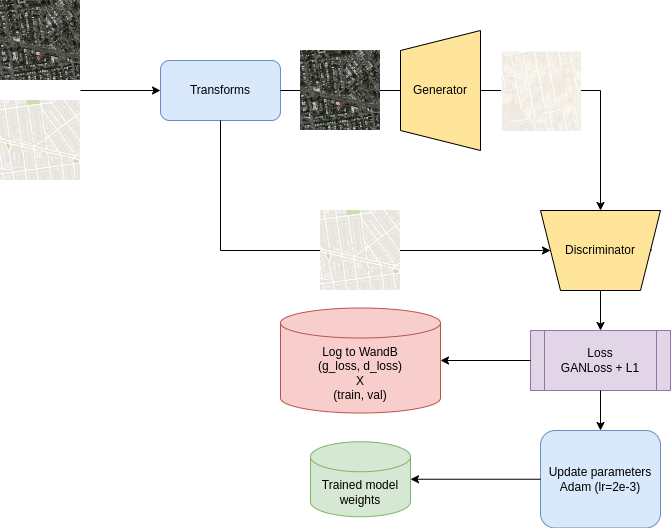 Transforms
Generator
Discriminator
Loss
GANLoss + L1
Log to WandB
(g_loss, d_loss)
X
(train, val)
Update parameters
Adam (lr=2e-3)
Trained model
weights